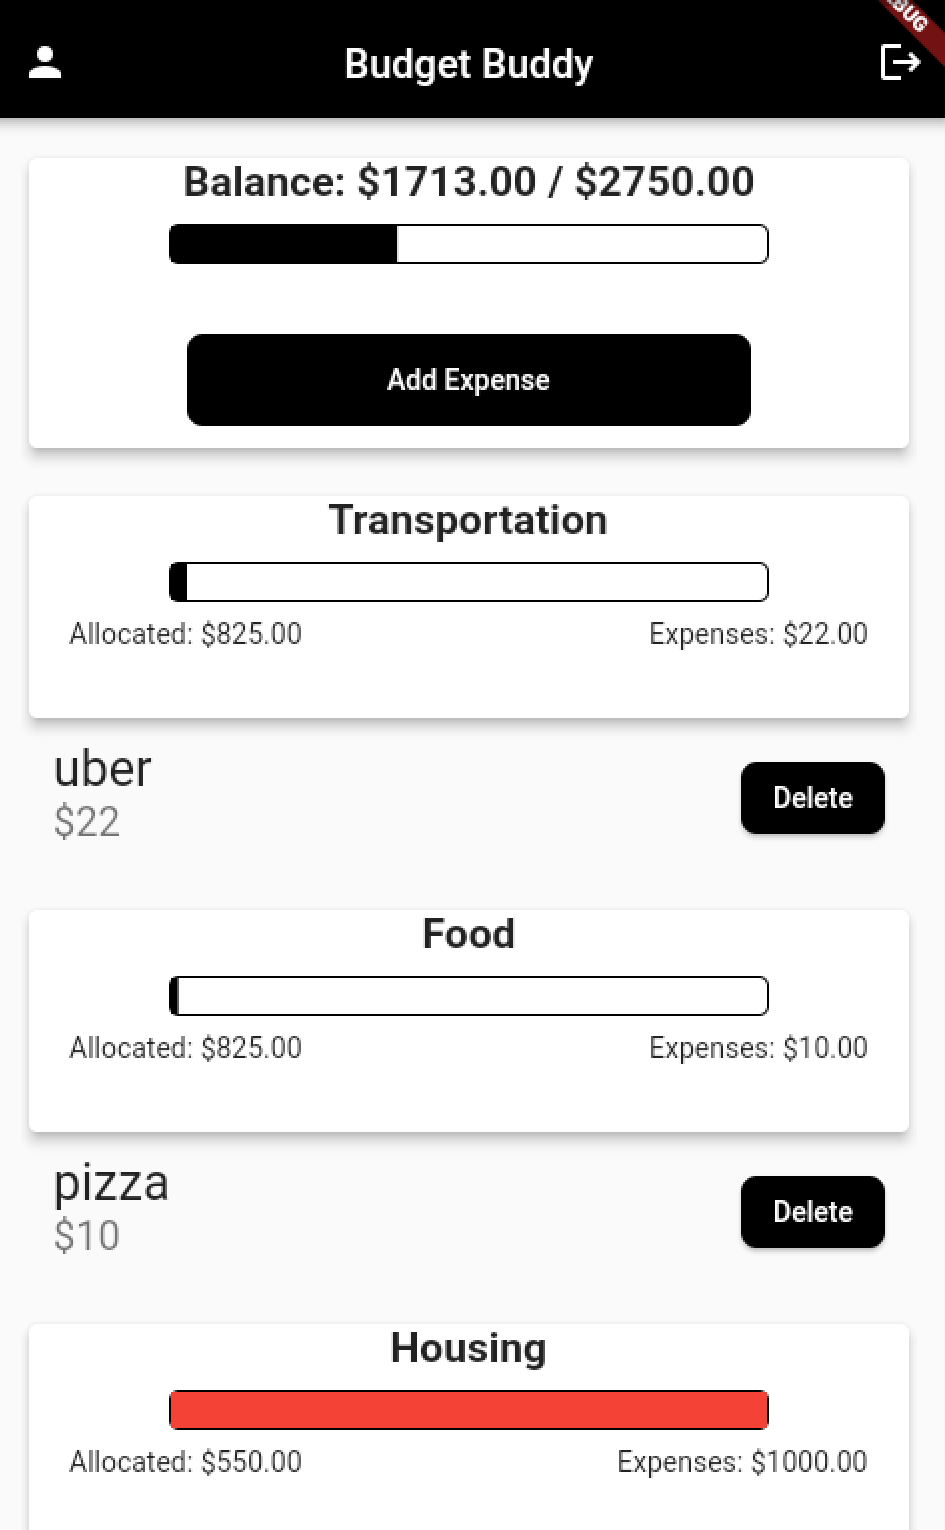 Budget Buddy
Balance: $1713.00 / $2750.00
Add Expense
Transportation
Allocated: $825.00 Expenses: $22.00
uber
$22
Delete
Food
Allocated: $825.00 Expenses: $10.00
pizza
$10
Delete
Housing
Allocated: $550.00 Expenses: $1000.00